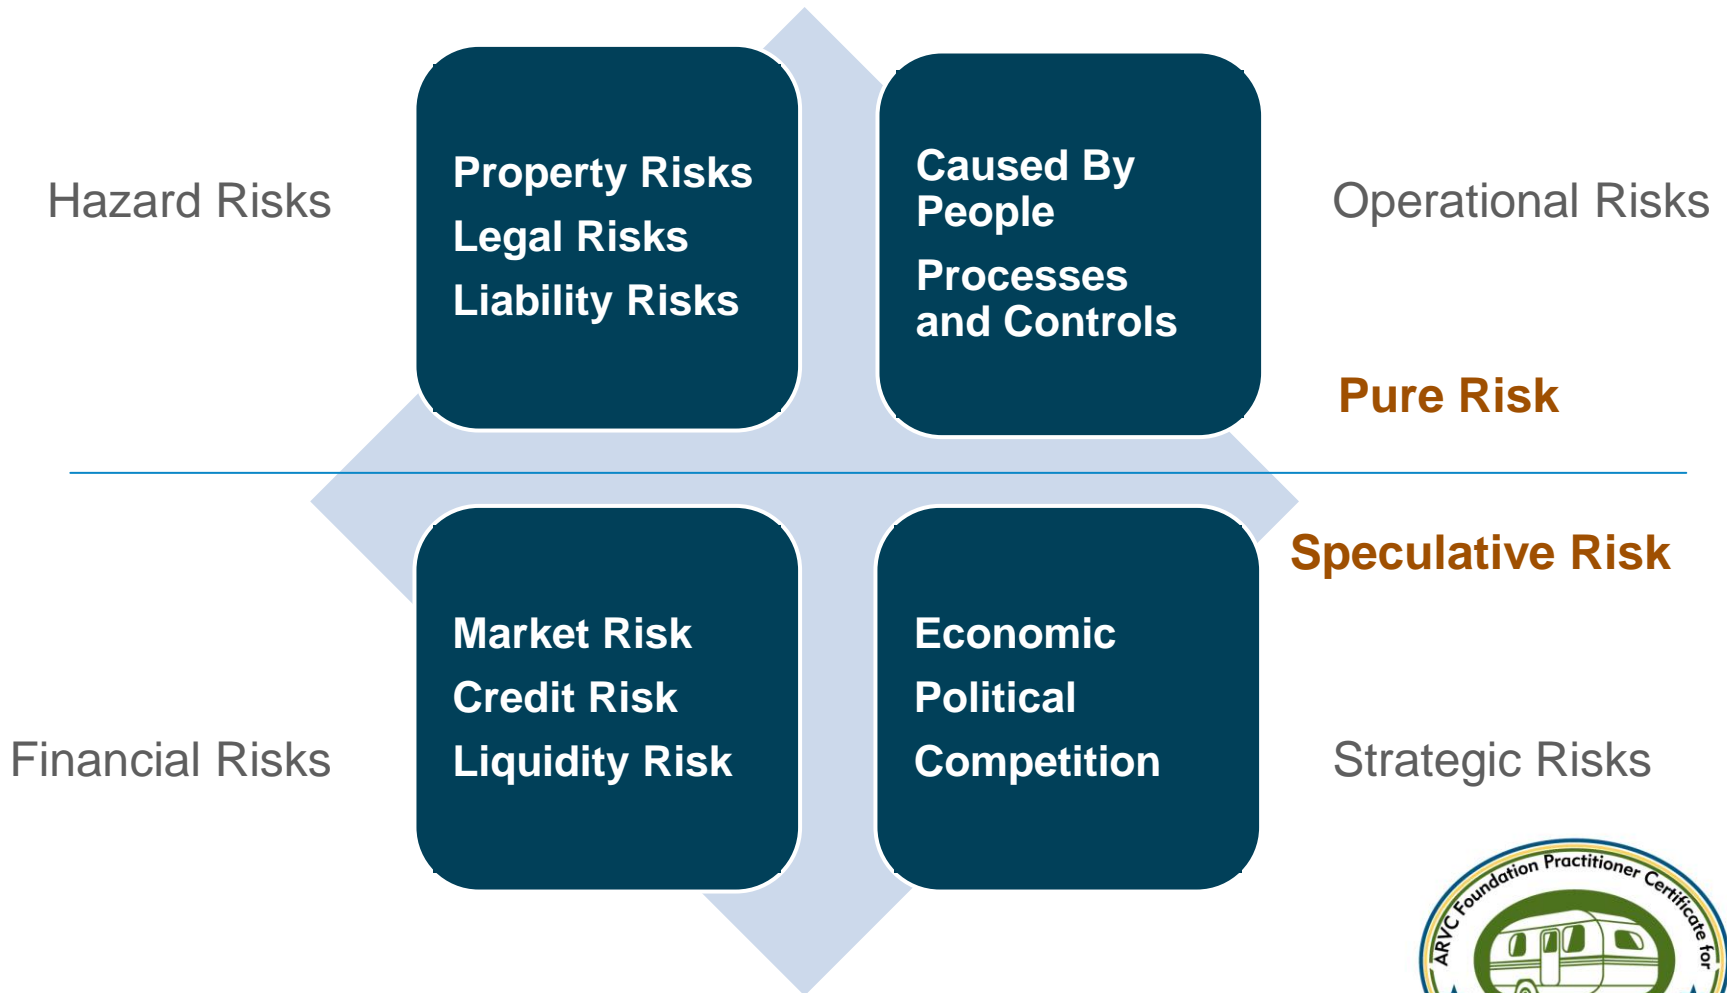 Hazard Risks
Property Risks
Legal Risks
Liability Risks
Caused By
People
Processes
and Controls
Operational Risks
Pure Risk
Speculative Risk
Financial Risks
Market Risk
Credit Risk
Liquidity Risk
Economic
Political
Competition
Strategic Risks
ARVC Foundation Practitioner Certificate for